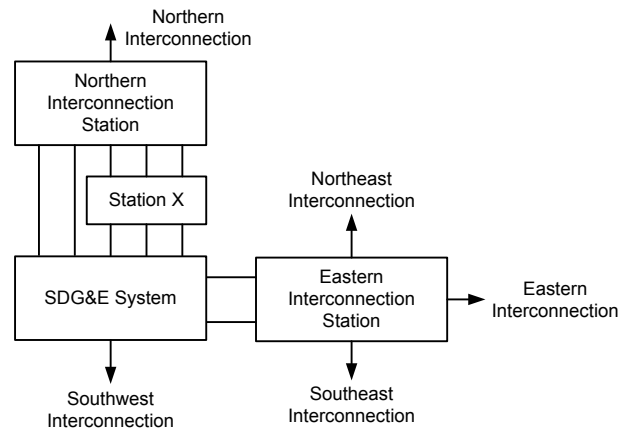 Northern
Interconnection
Northern
Interconnection
Station
Station X
Northeast
Interconnection
SDG&E System
Eastern
Interconnection
Station
Eastern
Interconnection
Southwest
Interconnection
Southeast
Interconnection